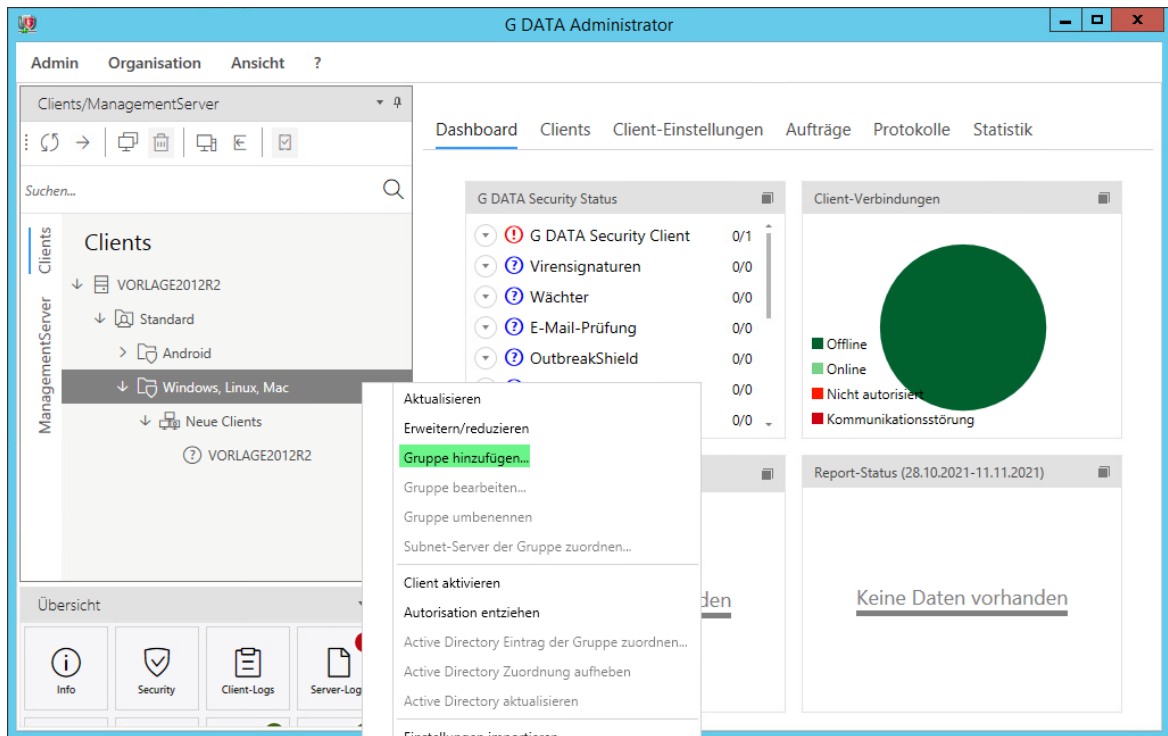 G DATA Administrator
Admin Organisation Ansicht ?
Clients/ManagementServer
Suchen...
Clients
ManagementServer
Clients
VORLAGE2012R2
Standard
Android
Windows, Linux, Mac
Neue Clients
VORLAGE2012R2
Aktualisieren
Erweitern/reduzieren
Gruppe hinzufügen...
Gruppe bearbeiten...
Gruppe umbenennen
Subnet-Server der Gruppe zuordnen...
Client aktivieren
Autorisation entziehen
Active Directory Eintrag der Gruppe zuordnen...
Active Directory Zuordnung aufheben
Active Directory aktualisieren
Einstellungen importieren
Übersicht
Info
Security
Client-Logs
Server-Log
Dashboard Clients Client-Einstellungen Aufträge Protokolle Statistik
G DATA Security Status
G DATA Security Client 0/1
Virensignaturen 0/0
Wächter 0/0
E-Mail-Prüfung 0/0
OutbreakShield 0/0
0/0
0/0
Client-Verbindungen
Offline
Online
Nicht autorisiert
Kommunikationsstörung
Report-Status (28.10.2021-11.11.2021)
Keine Daten vorhanden